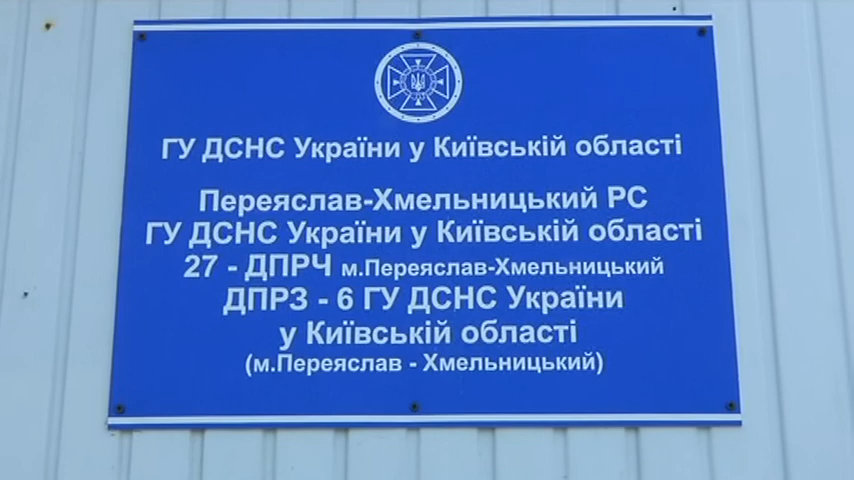 ГУ ДСНС України у Київській області
Переяслав-Хмельницький РС
ГУ ДСНС України у Київській області
27 - ДПРЧ м.Переяслав-Хмельницький
ДПРЗ - 6 ГУ ДСНС України
у Київській області
(м.Переяслав - Хмельницький)